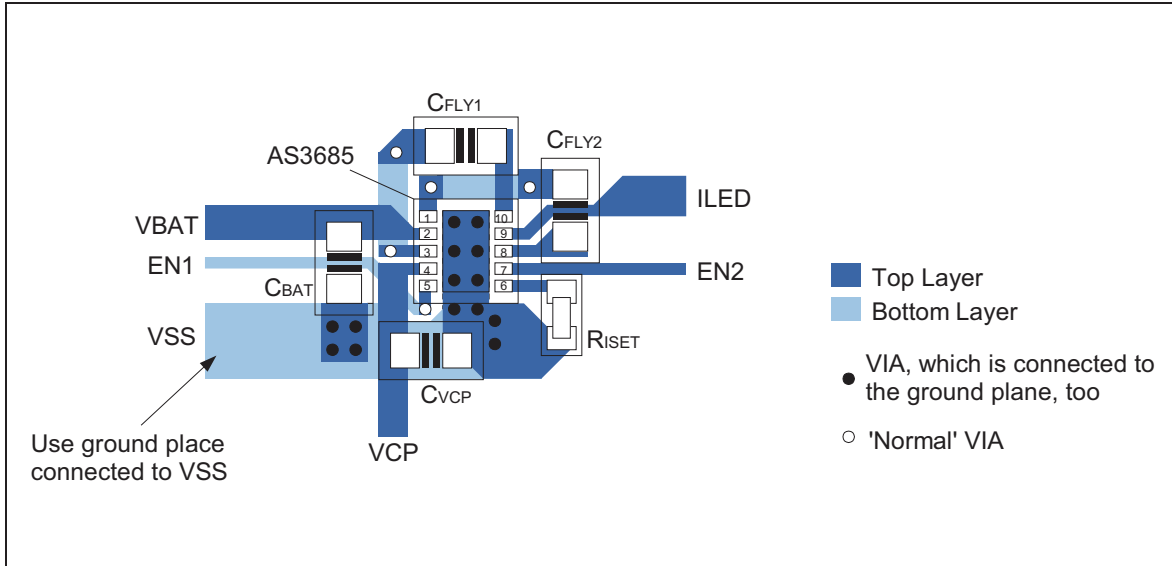 CFLY1
CFLY2
AS3685
ILED
VBAT
EN1
EN2
CBAT
VSS
RISET
CVCP
VCP
1
2
3
4
5
10
9
8
7
6
Use ground place
connected to VSS
Top Layer
Bottom Layer
VIA, which is connected to
the ground plane, too
'Normal' VIA